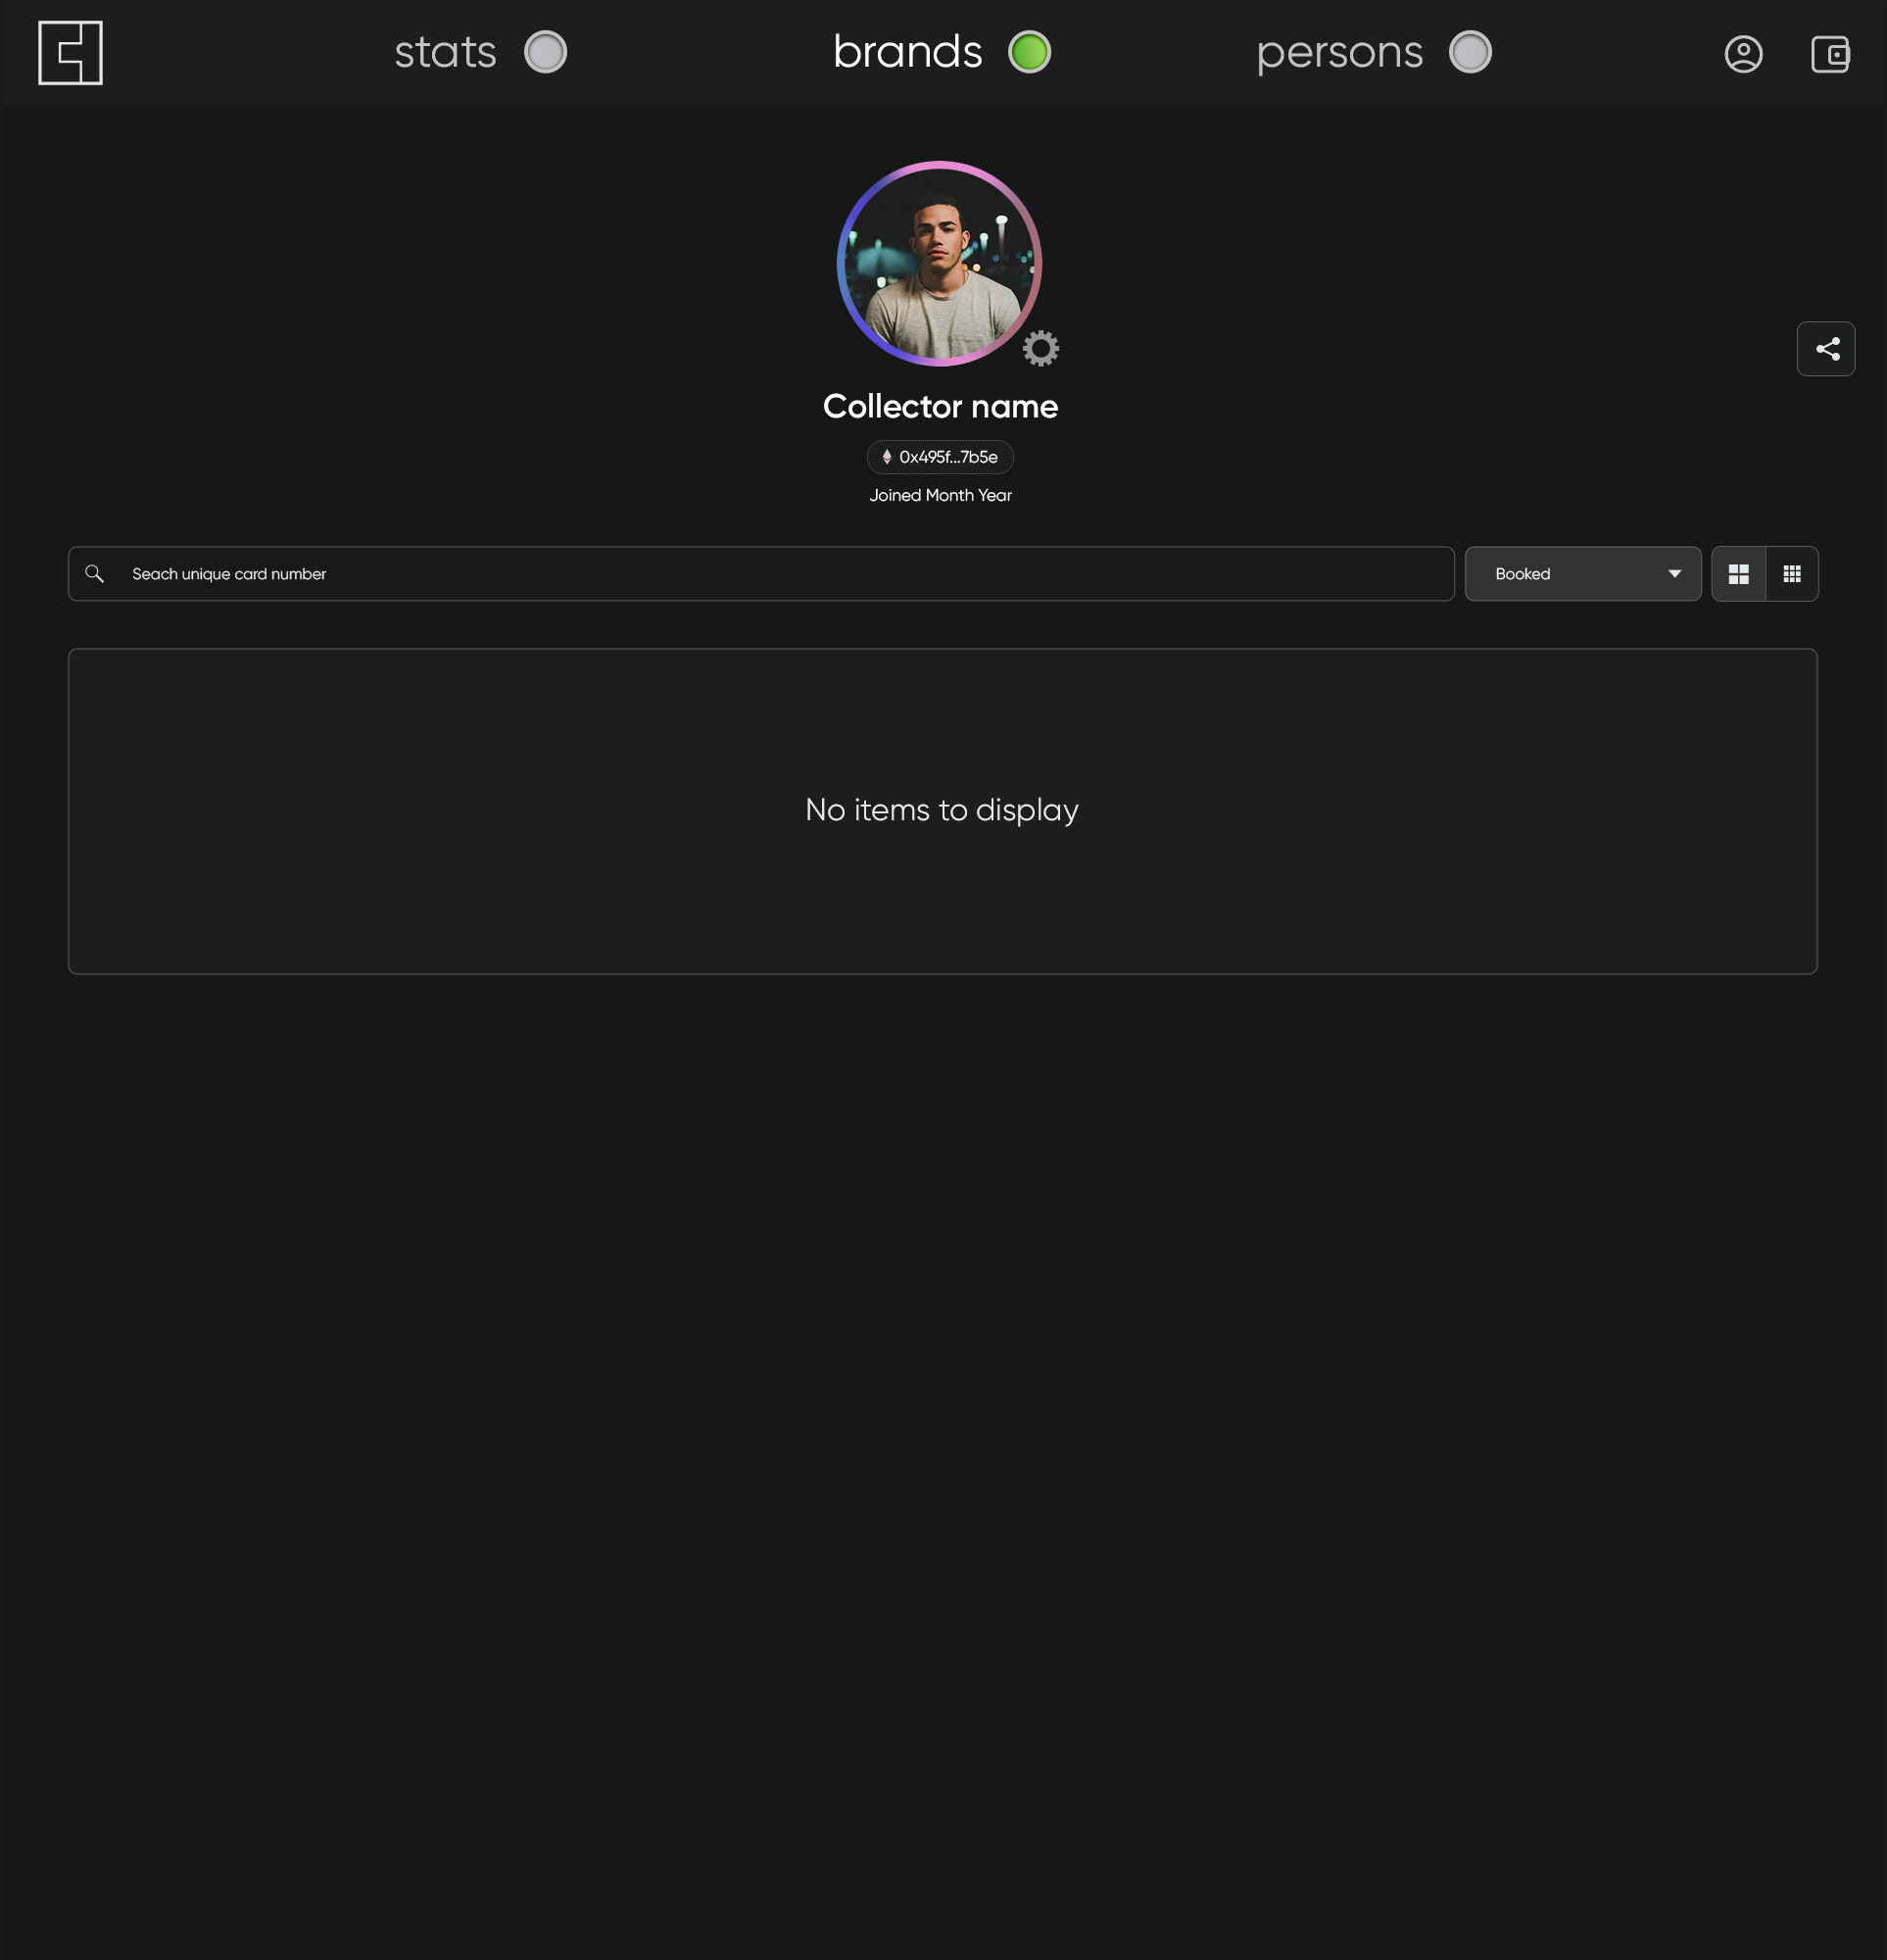 stats
brands
persons
Collector name
0x495f...7b5e
Joined Month Year
Seach unique card number
Booked
No items to display